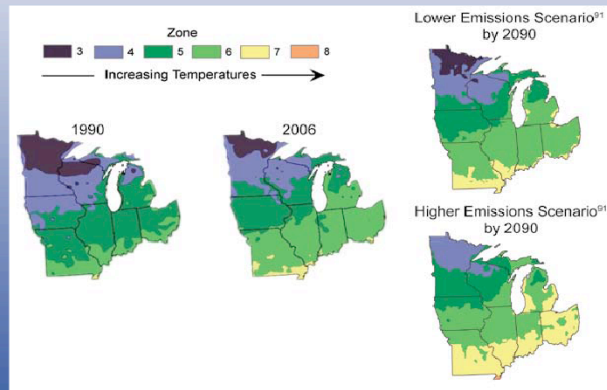 Zone
3 4 5 6 7 8
Increasing Temperatures
1990
2006
Lower Emissions Scenario⁹¹
by 2090
Higher Emissions Scenario⁹¹
by 2090